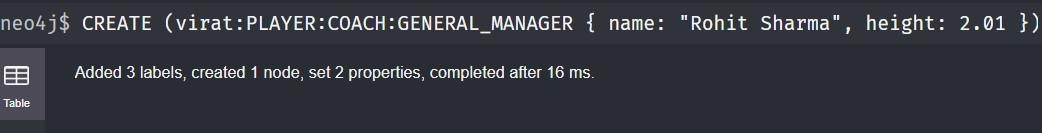 neo4j$ CREATE (virat:PLAYER:COACH:GENERAL_MANAGER { name: "Rohit Sharma", height: 2.01 })
Added 3 labels, created 1 node, set 2 properties, completed after 16 ms.
Table